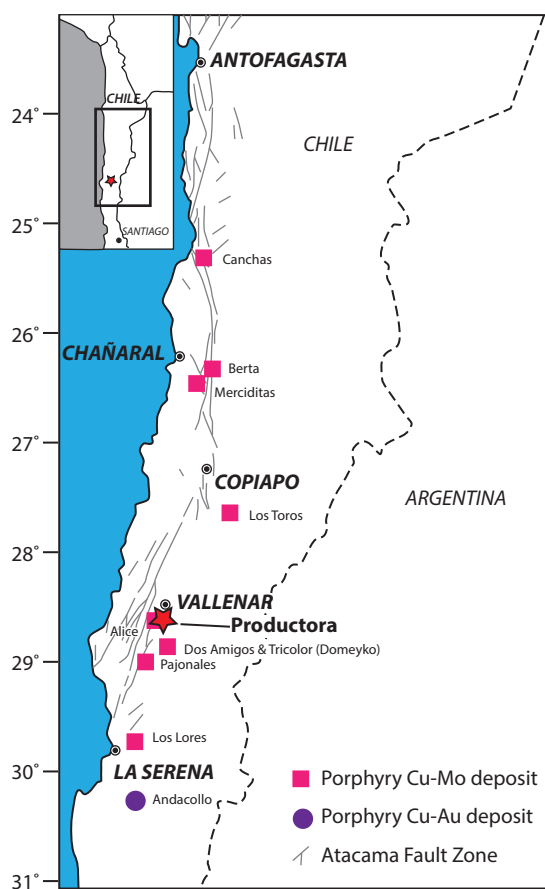 ANTOFAGASTA
CHILE
24°
CHILE
SANTIAGO
25°
Canchas
26°
CHAÑARAL
Berta
Merciditas
27°
COPIAPO
ARGENTINA
Los Toros
28°
VALLENAR
Alice
Productora
Dos Amigos & Tricolor (Domeyko)
29°
Pajonales
Los Lores
30°
LA SERENA
Porphyry Cu-Mo deposit
Andacollo
Porphyry Cu-Au deposit
Atacama Fault Zone
31°